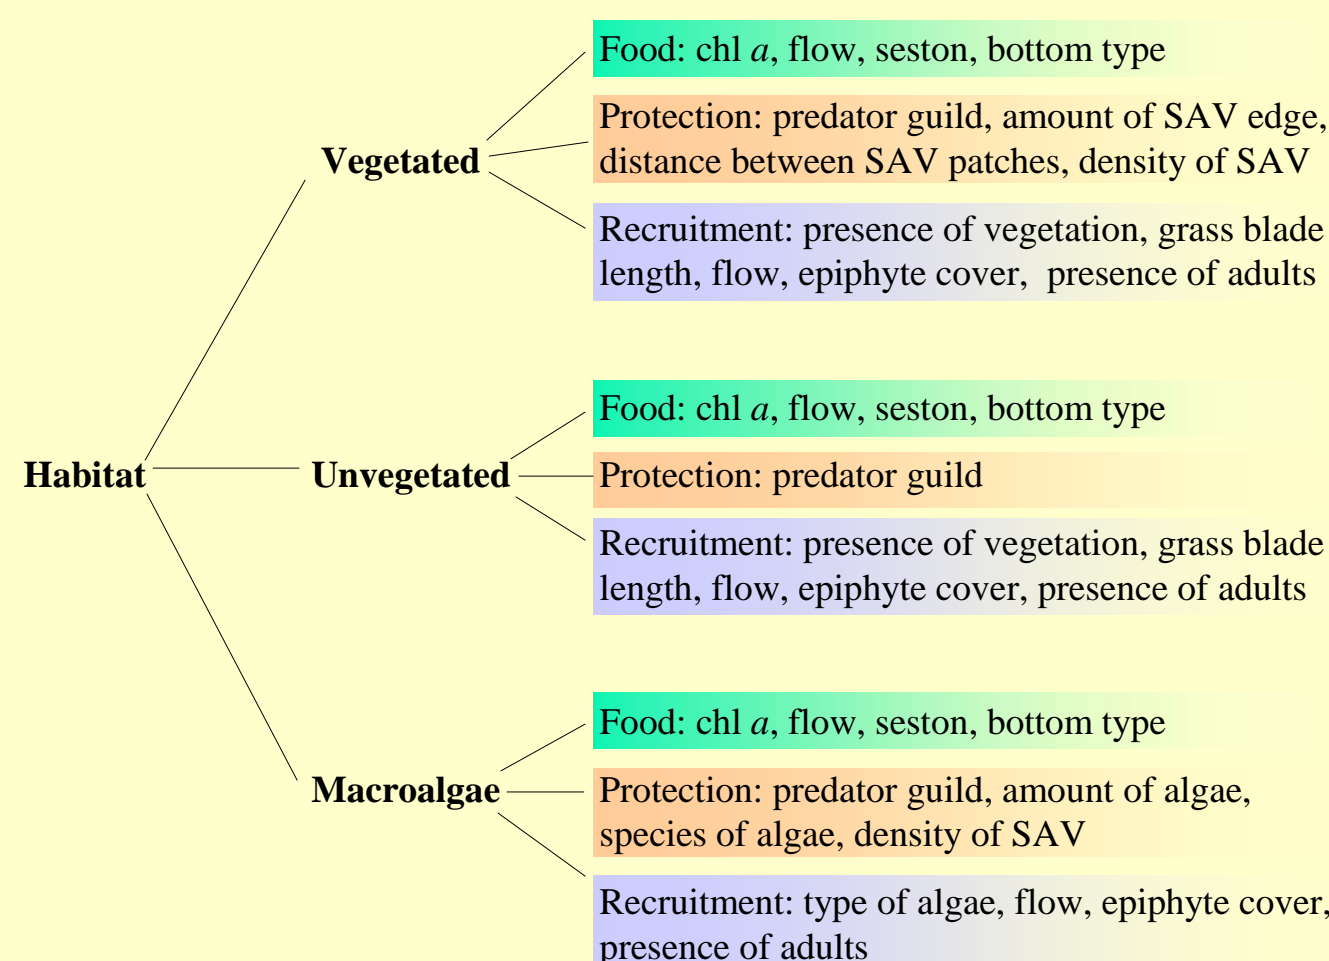 Food: chl a, flow, seston, bottom type
Protection: predator guild, amount of SAV edge,
distance between SAV patches, density of SAV
Vegetated
Recruitment: presence of vegetation, grass blade
length, flow, epiphyte cover, presence of adults
Food: chl a, flow, seston, bottom type
Habitat
Unvegetated
Protection: predator guild
Recruitment: presence of vegetation, grass blade
length, flow, epiphyte cover, presence of adults
Food: chl a, flow, seston, bottom type
Macroalgae
Protection: predator guild, amount of algae,
species of algae, density of SAV
Recruitment: type of algae, flow, epiphyte cover,
presence of adults